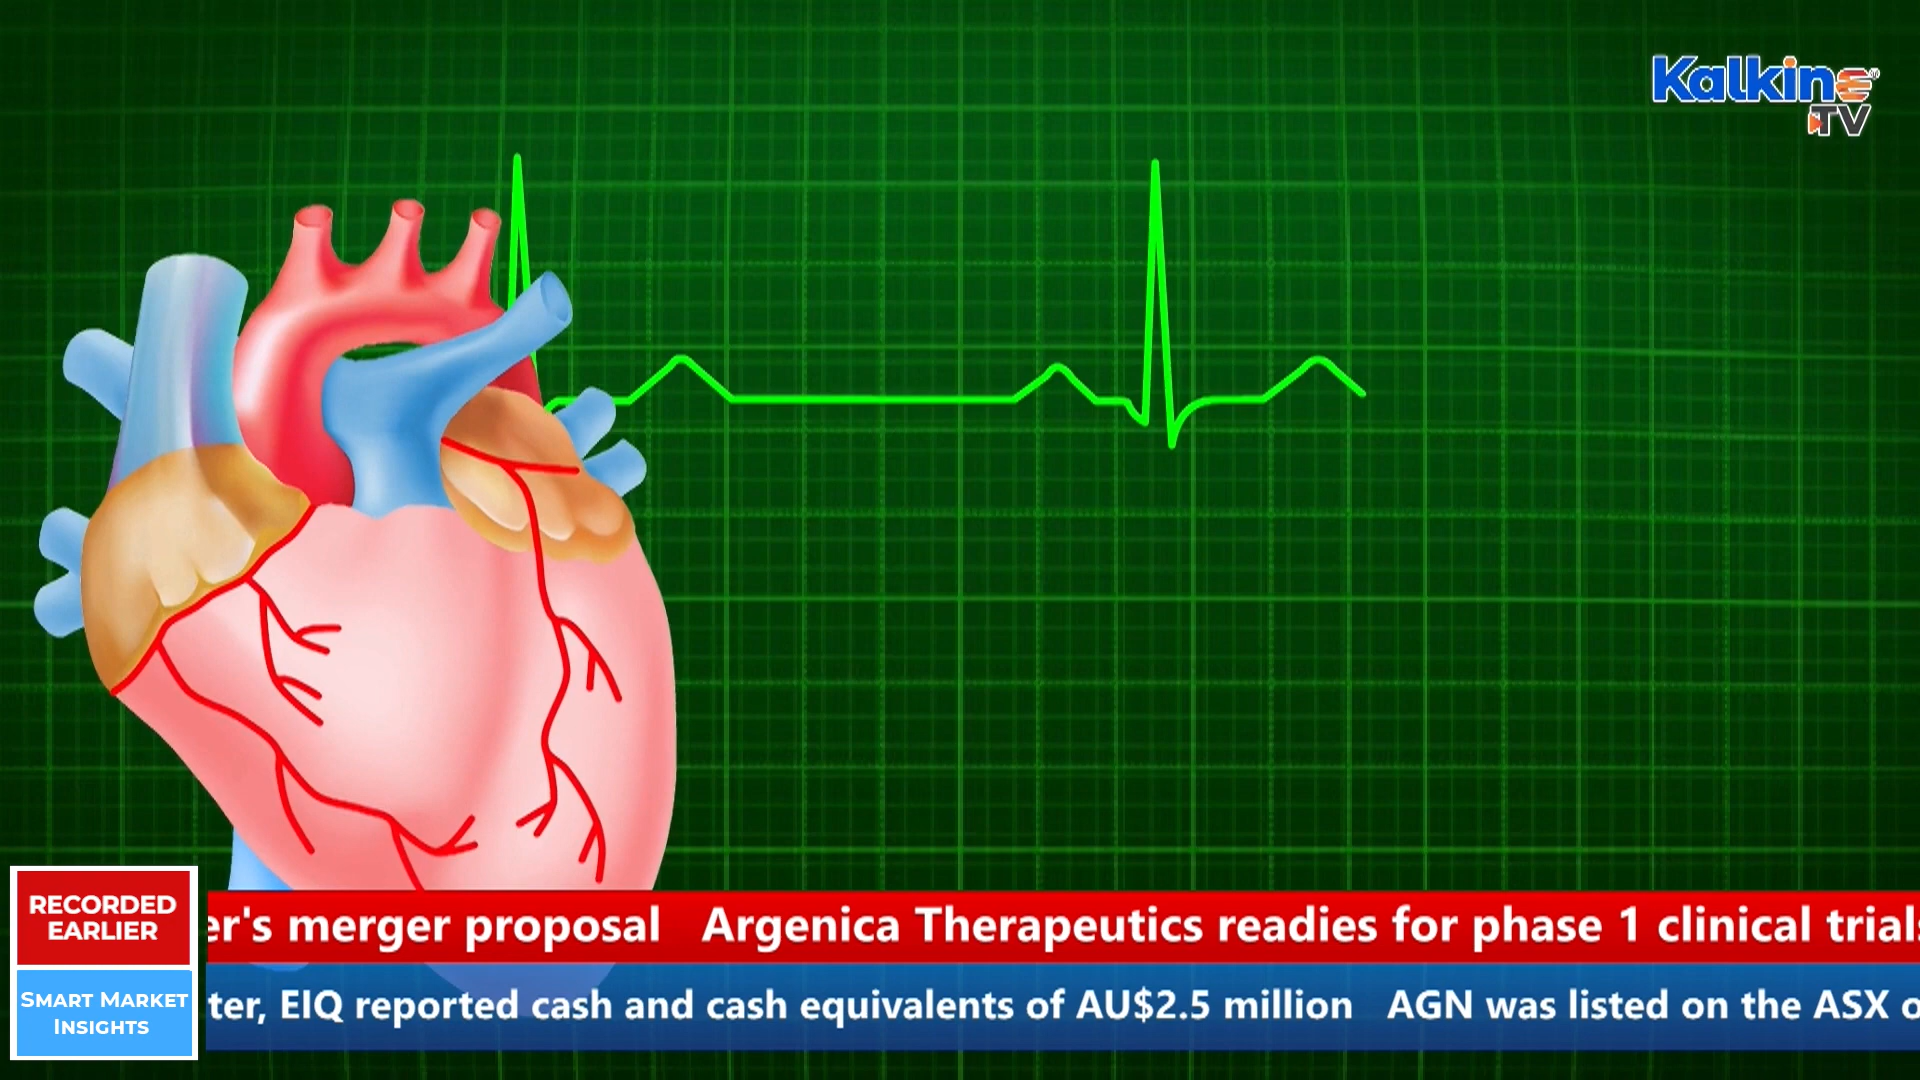 Kalkine
TV
RECORDED
EARLIER
er's merger proposal Argenica Therapeutics readies for phase 1 clinical trials
SMART MARKET
INSIGHTS
ter, EIQ reported cash and cash equivalents of AU$2.5 million AGN was listed on the ASX o